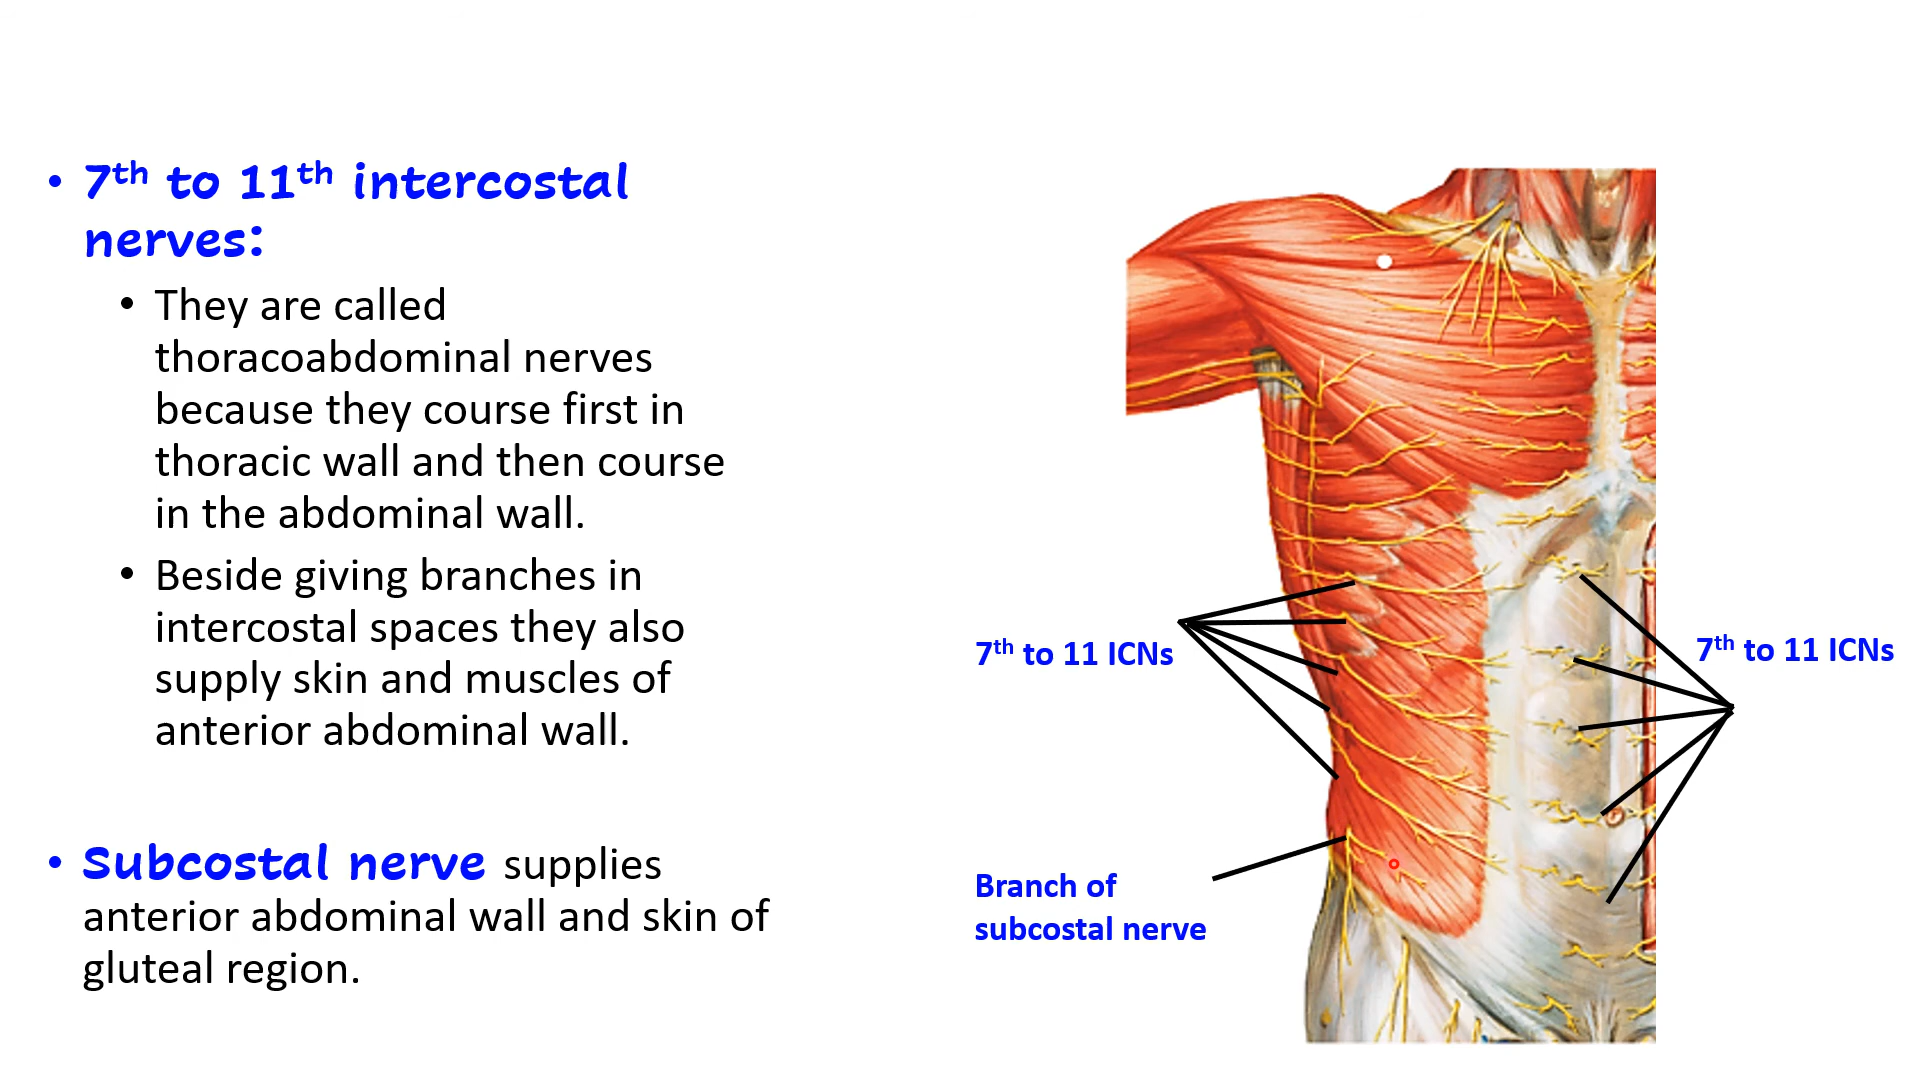 • 7th to 11th intercostal
nerves:
• They are called
thoracoabdominal nerves
because they course first in
thoracic wall and then course
in the abdominal wall.
• Beside giving branches in
intercostal spaces they also
supply skin and muscles of
anterior abdominal wall.
• Subcostal nerve supplies
anterior abdominal wall and skin of
gluteal region.
7th to 11 ICNs
7th to 11 ICNs
Branch of
subcostal nerve